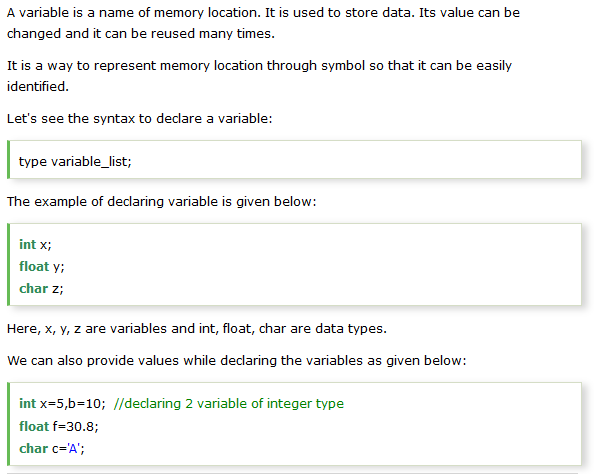 A variable is a name of memory location. It is used to store data. Its value can be
changed and it can be reused many times.
It is a way to represent memory location through symbol so that it can be easily
identified.
Let's see the syntax to declare a variable:
type variable_list;
The example of declaring variable is given below:
int x;
float y;
char z;
Here, x, y, z are variables and int, float, char are data types.
We can also provide values while declaring the variables as given below:
int x=5,b=10;  //declaring 2 variable of integer type
float f=30.8;
char c='A';